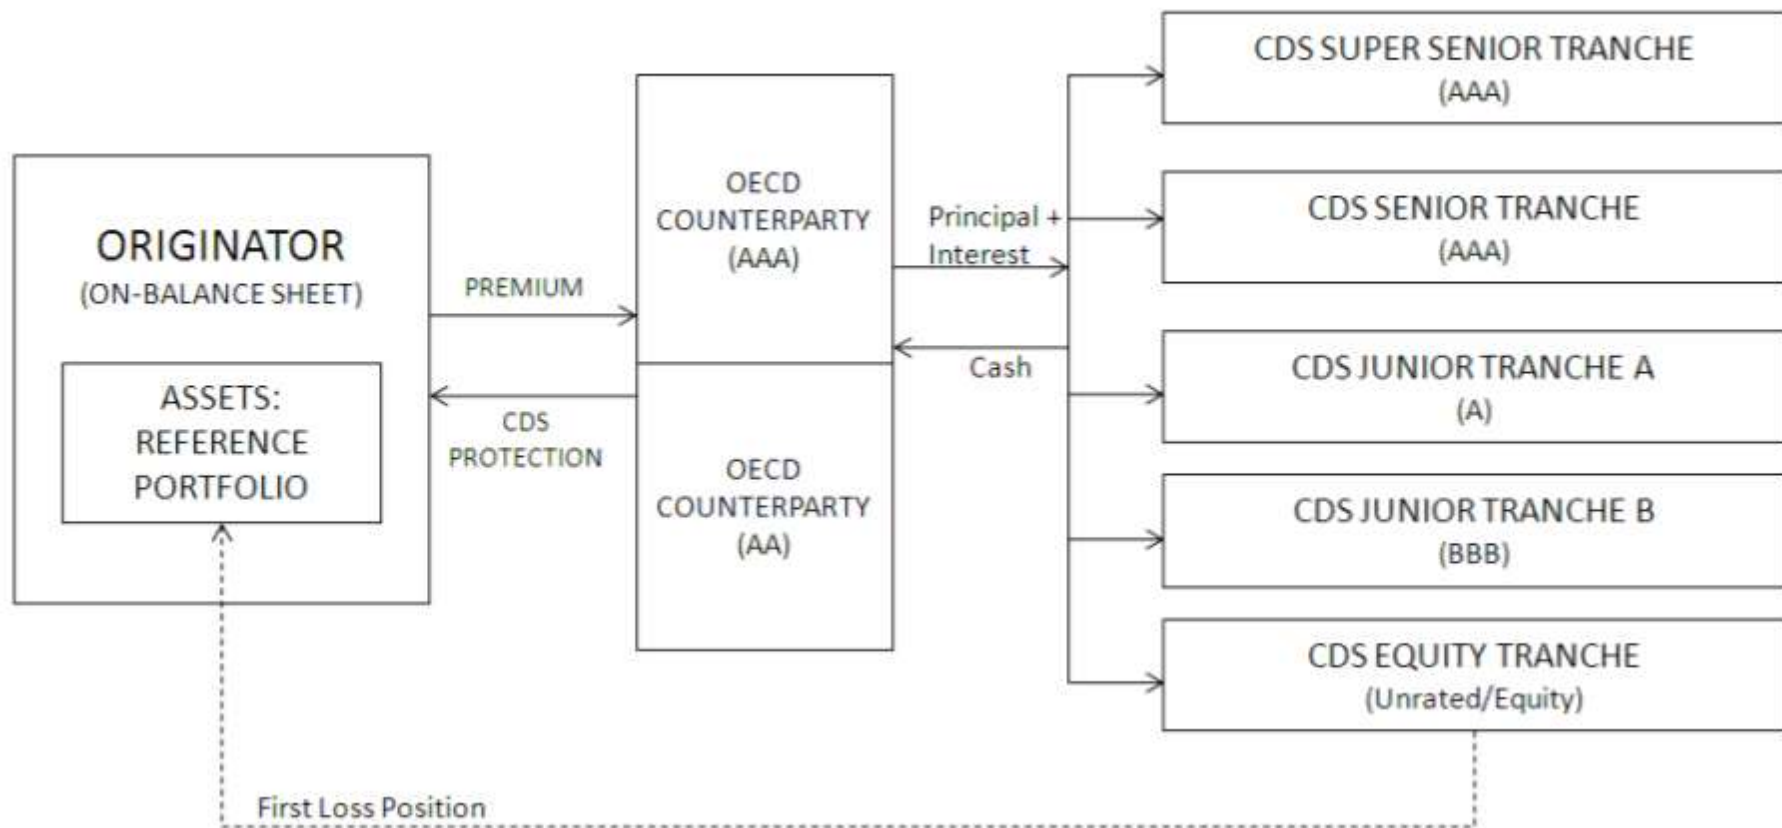 ORIGINATOR
(ON-BALANCE SHEET)
ASSETS:
REFERENCE
PORTFOLIO
PREMIUM
CDS
PROTECTION
OECD
COUNTERPARTY
(AAA)
OECD
COUNTERPARTY
(AA)
Principal +
Interest
Cash
CDS SUPER SENIOR TRANCHE
(AAA)
CDS SENIOR TRANCHE
(AAA)
CDS JUNIOR TRANCHE A
(A)
CDS JUNIOR TRANCHE B
(BBB)
CDS EQUITY TRANCHE
(Unrated/Equity)
First Loss Position